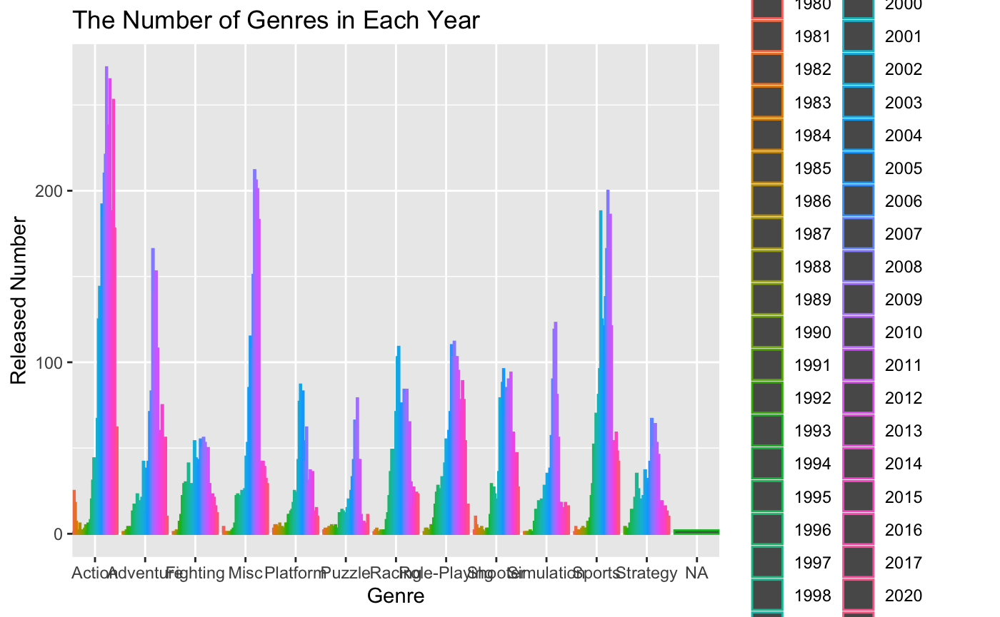 The Number of Genres in Each Year
Released Number
200
100
0
Action
Adventure
Fighting
Misc
Platform
Puzzle
Racing
Role-Playing
Shooter
Simulation
Sports
Strategy
NA
Genre
1980
1981
1982
1983
1984
1985
1986
1987
1988
1989
1990
1991
1992
1993
1994
1995
1996
1997
1998
2000
2001
2002
2003
2004
2005
2006
2007
2008
2009
2010
2011
2012
2013
2014
2015
2016
2017
2020